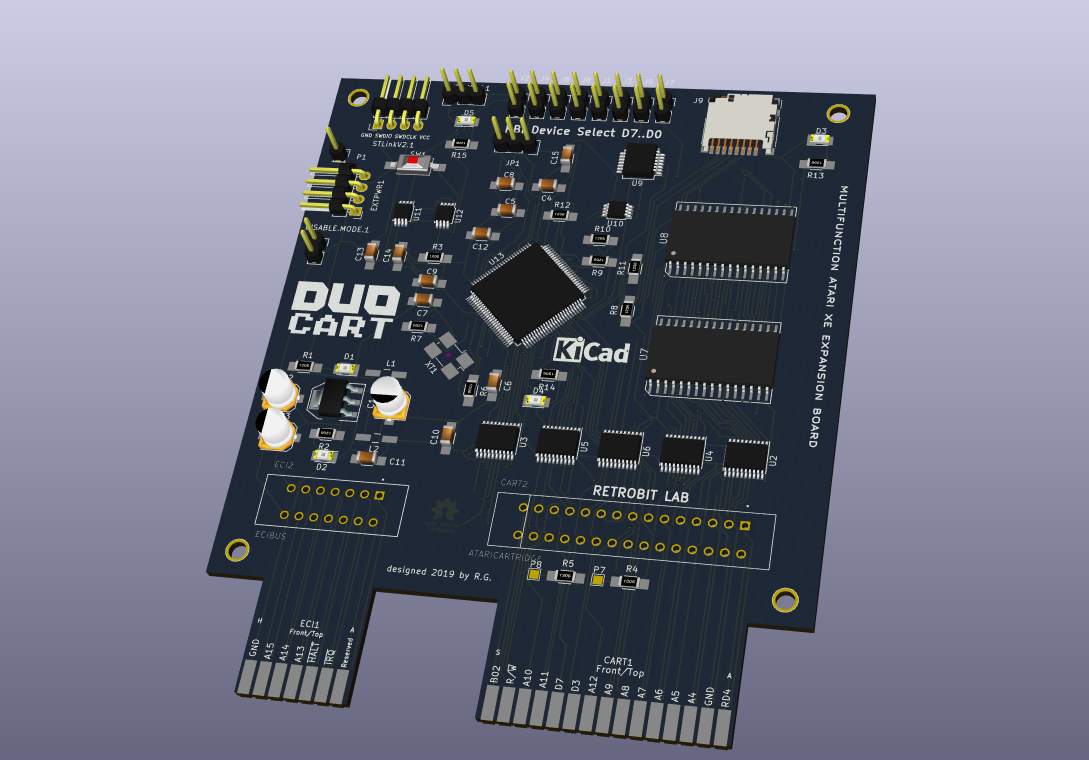 J9
D5
PBI Device Select D7..D0
D3
GND SWDIO SWDCLK VCC
STLinkV2.1
R15
C15
SW1
P1
JP1
U9
R13
C8
C4
EXTPWR1
C5
R12
U11
U12
U10
DISABLE.MODE.1
C12
R10
U8
C13
C14
R3
U13
R9
R11
C9
C7
R8
DUO
CART
R7
KiCad
U7
XT1
R1
D1
L1
R14
C6
R6
D4
MULTIFUNCTION ATARI XE EXPANSION BOARD
R2
C10
U3
U5
U6
U4
U2
L2
D2
C11
ECI2
CART2
RETROBIT LAB
ECIBUS
ATARICARTRIDGE
P8
R5
P7
R4
designed 2019 by R.G.
H
ECI1
A
Front/Top
GND
A15
A14
A13
HALT
IRQ
Reserved
S
CART1
A
Front/Top
B02
R/W
A10
A11
D7
D3
A12
A9
A8
A7
A6
A5
A4
GND
RD4